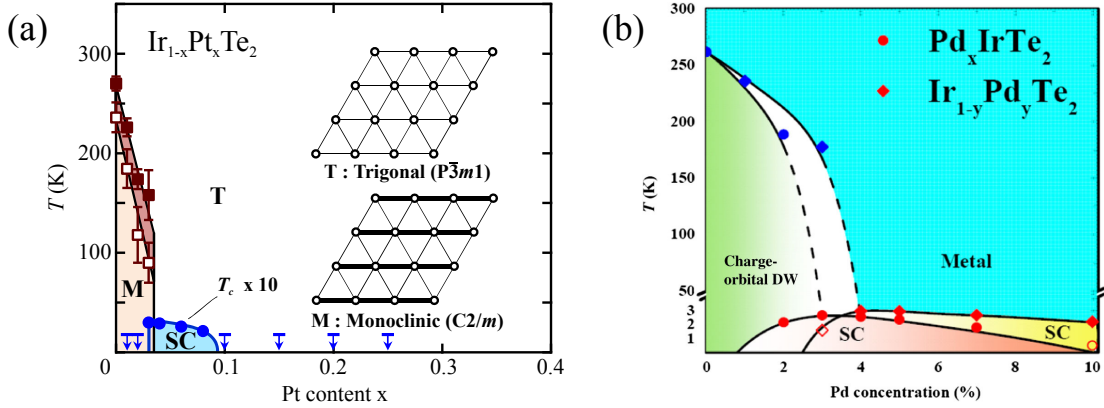 (a)
Ir1-xPtxTe2
T (K)
300
200
100
0
0.0
0.1
0.2
0.3
0.4
Pt content x
T
M
SC
Tc x 10
T : Trigonal (P3̅m1)
M : Monoclinic (C2/m)
(b)
PdxIrTe2
Ir1-yPdyTe2
T (K)
300
250
200
150
100
50
3
2
1
0
2
4
6
8
10
Pd concentration (%)
Charge-
orbital DW
Metal
SC
SC